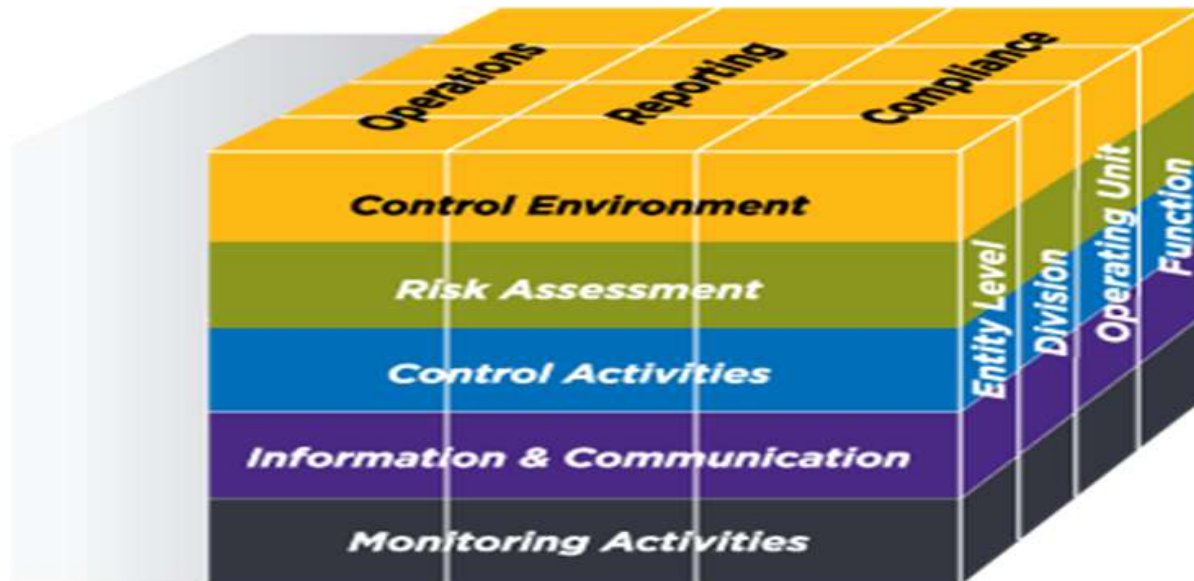 Operations
Reporting
Compliance
Control Environment
Risk Assessment
Control Activities
Information & Communication
Monitoring Activities
Entity Level
Division
Operating Unit
Function